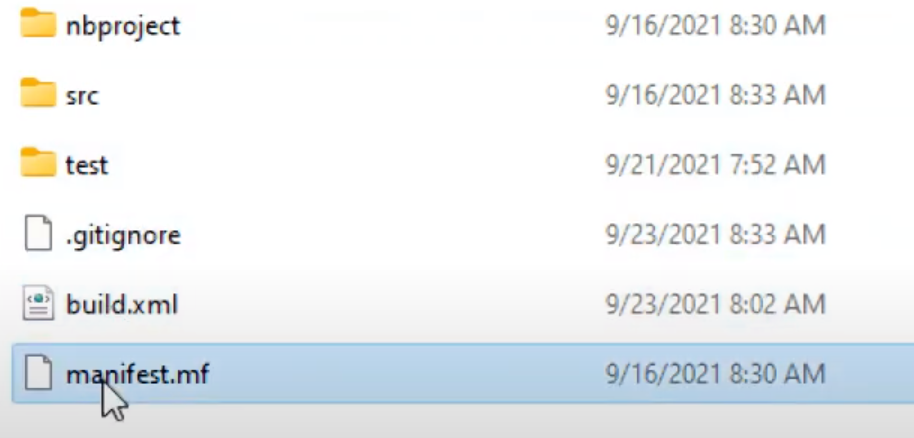 nbproject 9/16/2021 8:30 AM
src 9/16/2021 8:33 AM
test 9/21/2021 7:52 AM
.gitignore 9/23/2021 8:33 AM
build.xml 9/23/2021 8:02 AM
manifest.mf 9/16/2021 8:30 AM